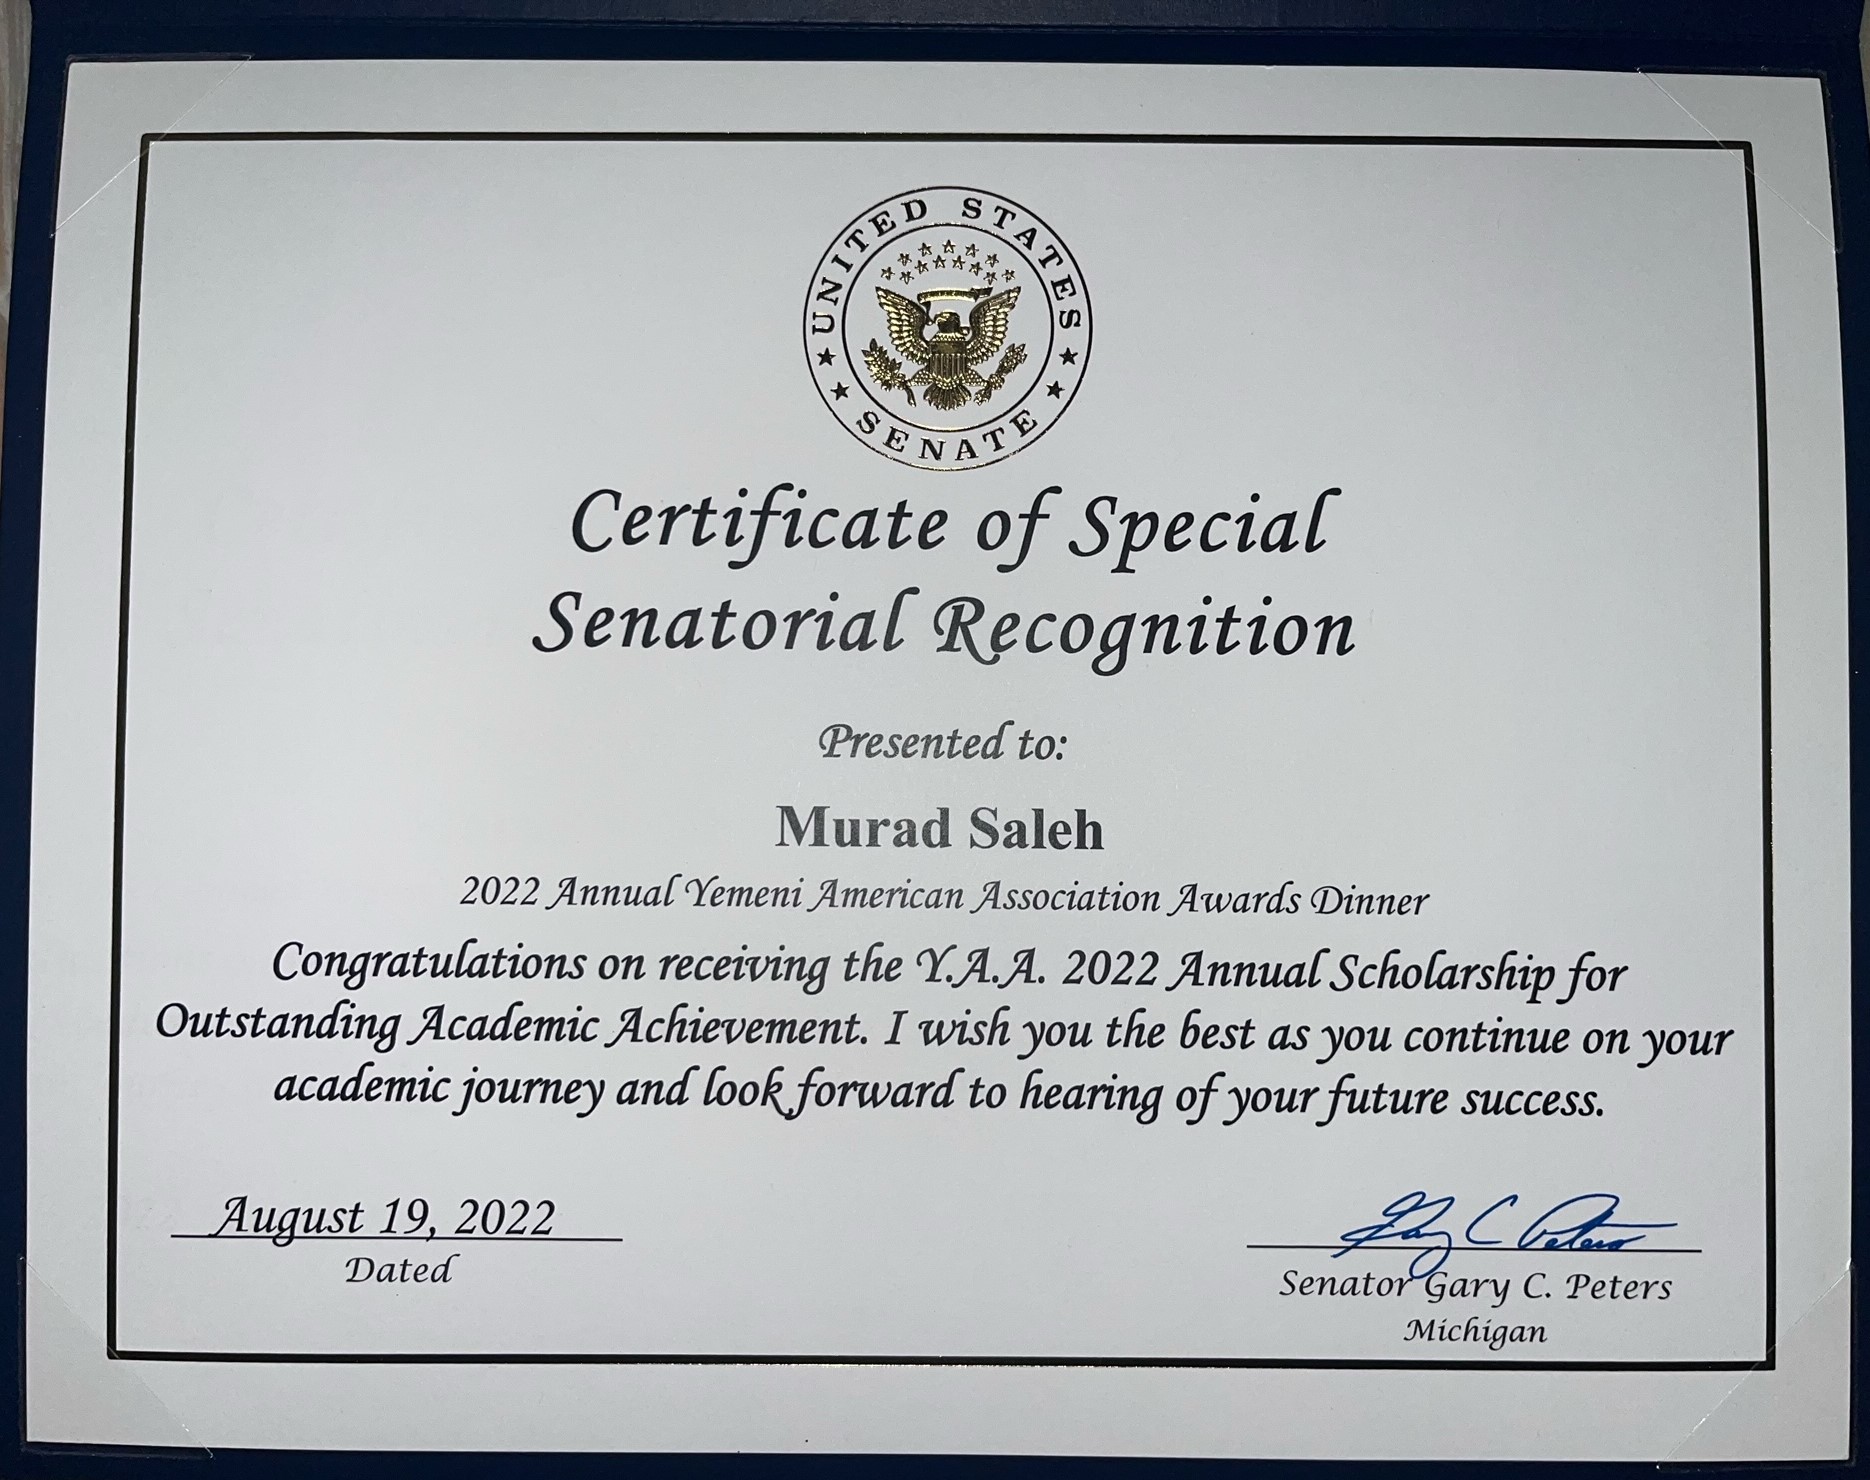 UNITED STATES
SENATE
Certificate of Special
Senatorial Recognition
Presented to:
Murad Saleh
2022 Annual Yemeni American Association Awards Dinner
Congratulations on receiving the Y.A.A. 2022 Annual Scholarship for
Outstanding Academic Achievement. I wish you the best as you continue on your
academic journey and look forward to hearing of your future success.
August 19, 2022
Dated
Gary C Peters
Senator Gary C. Peters
Michigan